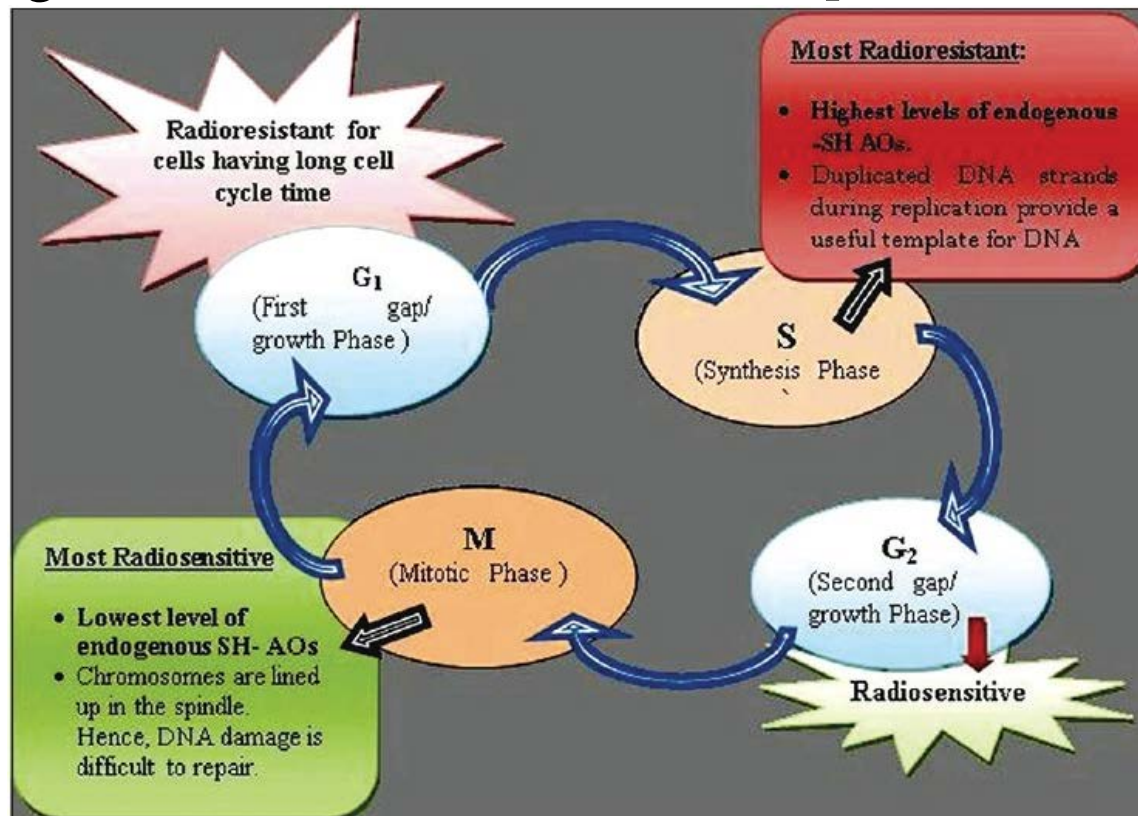 Radioresistant for
cells having long cell
cycle time
Most Radioresistant:
• Highest levels of endogenous
-SH AOs.
• Duplicated DNA strands
during replication provide a
useful template for DNA
G₁
(First gap/
growth Phase )
S
(Synthesis Phase
`
G₂
(Second gap/
growth Phase)
Radiosensitive
M
(Mitotic Phase )
Most Radiosensitive
• Lowest level of
endogenous SH- AOs
• Chromosomes are lined
up in the spindle.
Hence, DNA damage is
difficult to repair.